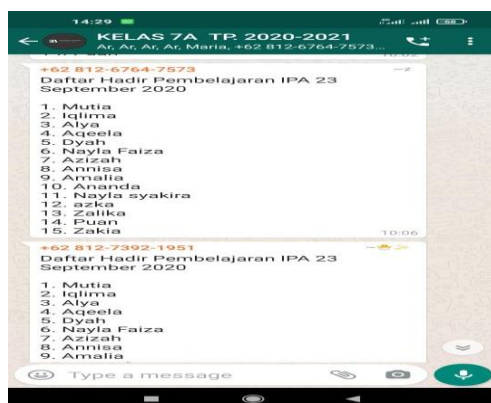 14:29
KELAS 7A TP. 2020-2021
Ar, Ar, Ar, Ar, Maria, +62 812-6764-7573...
10:02
+62 812-6764-7573
~z
Daftar Hadir Pembelajaran IPA 23
September 2020
1. Mutia
2. Iqlima
3. Alya
4. Aqeela
5. Dyah
6. Nayla Faiza
7. Azizah
8. Annisa
9. Amalia
10. Ananda
11. Nayla syakira
12. azka
13. Zalika
14. Puan
15. Zakia
10:06
+62 812-7392-1951
Daftar Hadir Pembelajaran IPA 23
September 2020
1. Mutia
2. Iqlima
3. Alya
4. Aqeela
5. Dyah
6. Nayla Faiza
7. Azizah
8. Annisa
9. Amalia
Type a message